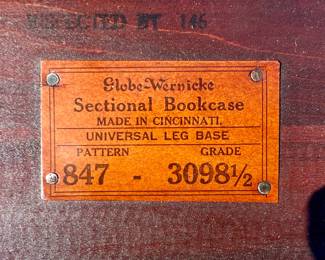 INSPECTED BY 146
Globe-Wernicke
Sectional Bookcase
MADE IN CINCINNATI,
UNIVERSAL LEG BASE
PATTERN GRADE
847 - 3098½